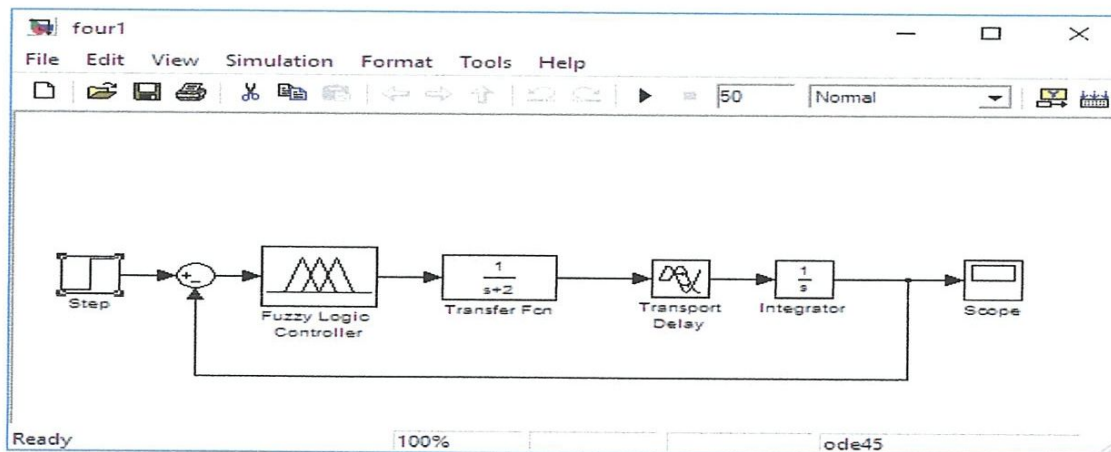 four1
File Edit View Simulation Format Tools Help
50 Normal
+
−
1
s+2
1
s
Step
Fuzzy Logic
Controller
Transfer Fcn
Transport
Delay
Integrator
Scope
Ready 100% ode45